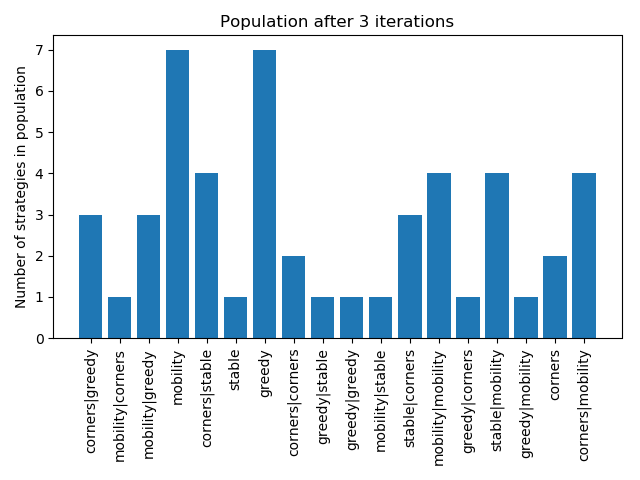 Population after 3 iterations
Number of strategies in population
7
6
5
4
3
2
1
0
corners|greedy
mobility|corners
mobility|greedy
mobility
corners|stable
stable
greedy
corners|corners
greedy|stable
greedy|greedy
mobility|stable
stable|corners
mobility|mobility
greedy|corners
stable|mobility
greedy|mobility
corners
corners|mobility